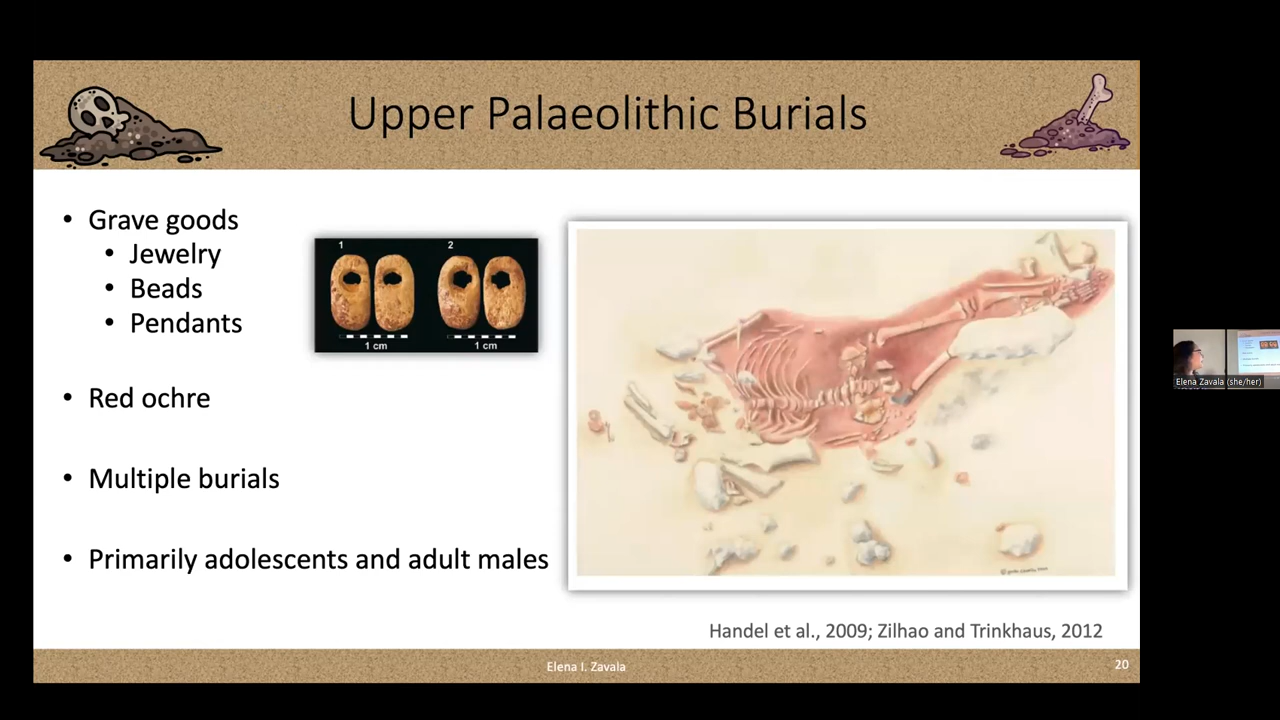 Upper Palaeolithic Burials
• Grave goods
• Jewelry
• Beads
• Pendants
1 2
1 cm 1 cm
• Red ochre
• Multiple burials
• Primarily adolescents and adult males
Handel et al., 2009; Zilhao and Trinkhaus, 2012
Elena I. Zavala
20
Elena Zavala (she/her)